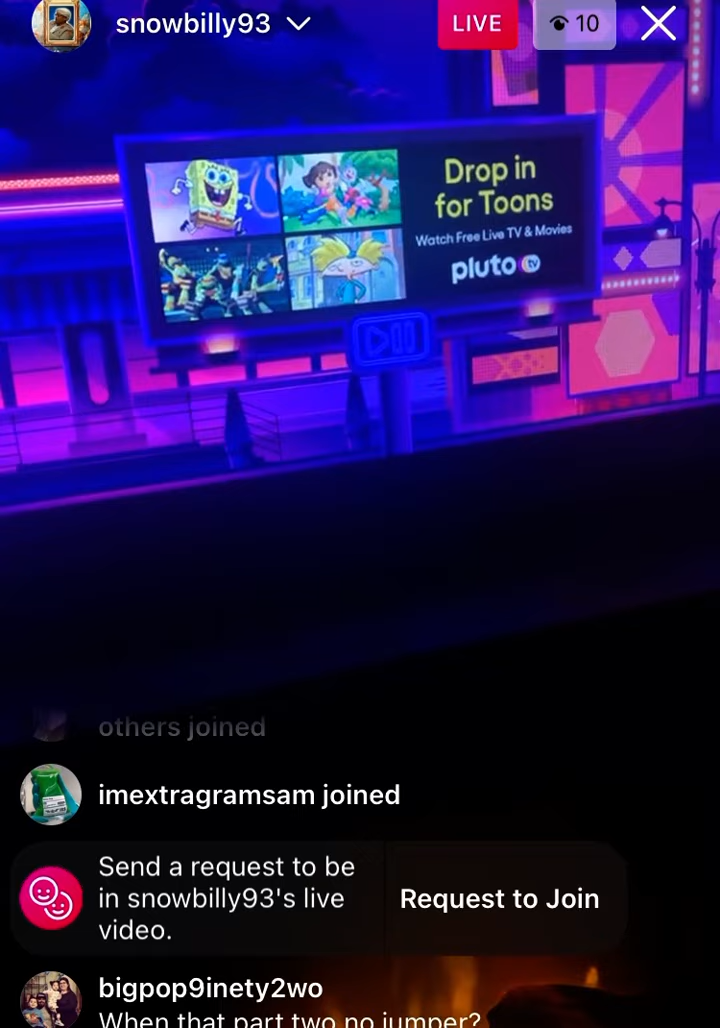 snowbilly93
LIVE
10
Drop in
for Toons
Watch Free Live TV & Movies
pluto tv
others joined
imextragramsam joined
Send a request to be
in snowbilly93's live
video.
Request to Join
bigpop9inety2wo
When that part two no jumper?